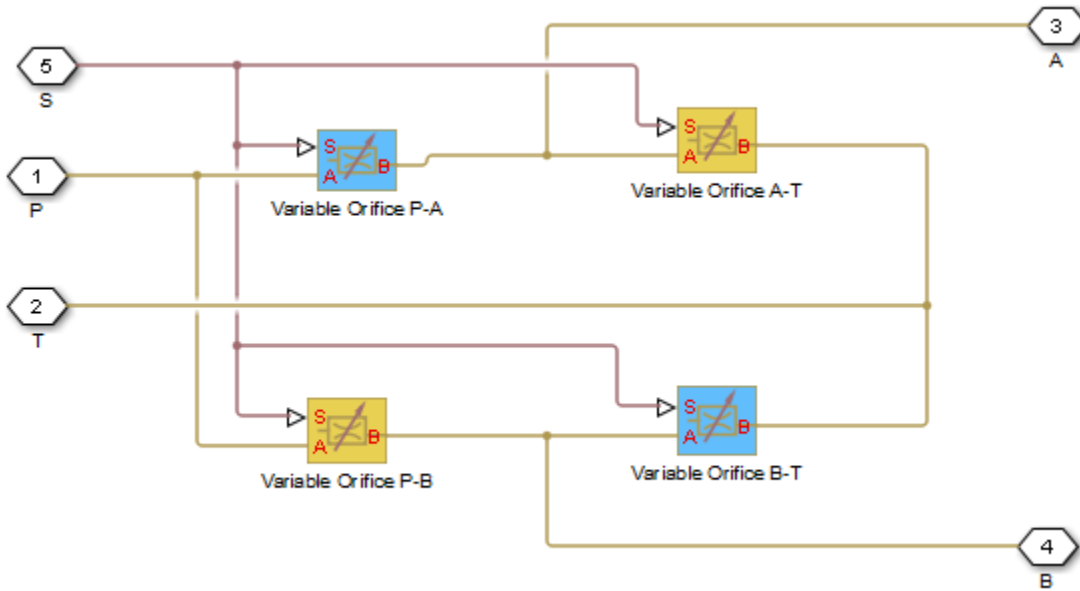 3
A
5
S
S
S
B
A
B
A
Variable Orifice P-A
Variable Orifice A-T
1
P
2
T
S
S
B
A
B
A
Variable Orifice P-B
Variable Orifice B-T
4
B